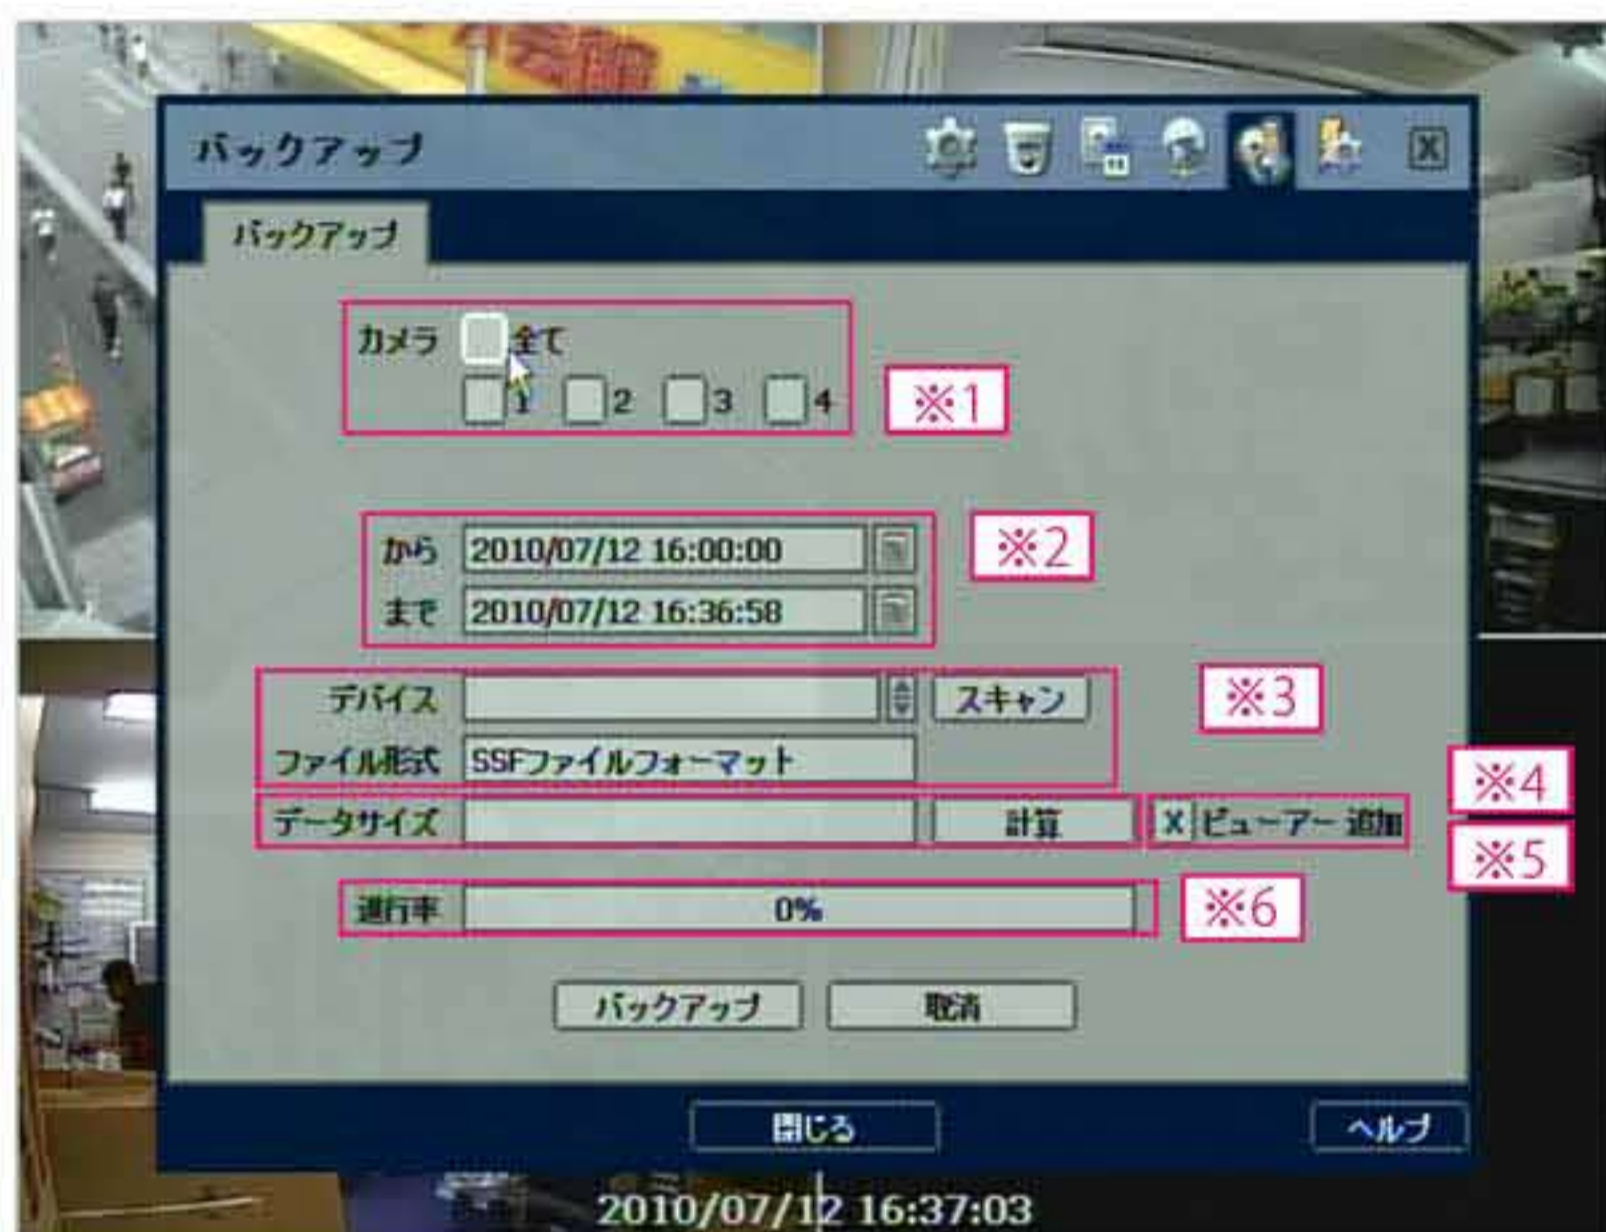 バックアップ
バックアップ
カメラ 全て
1 2 3 4
※1
から 2010/07/12 16:00:00
※2
まで 2010/07/12 16:36:58
デバイス スキャン
※3
ファイル形式 SSFファイルフォーマット
※4
データサイズ 計算 X ビューアー 追加
※5
進行率 0%
※6
バックアップ 取消
閉じる ヘルプ
2010/07/12 16:37:03